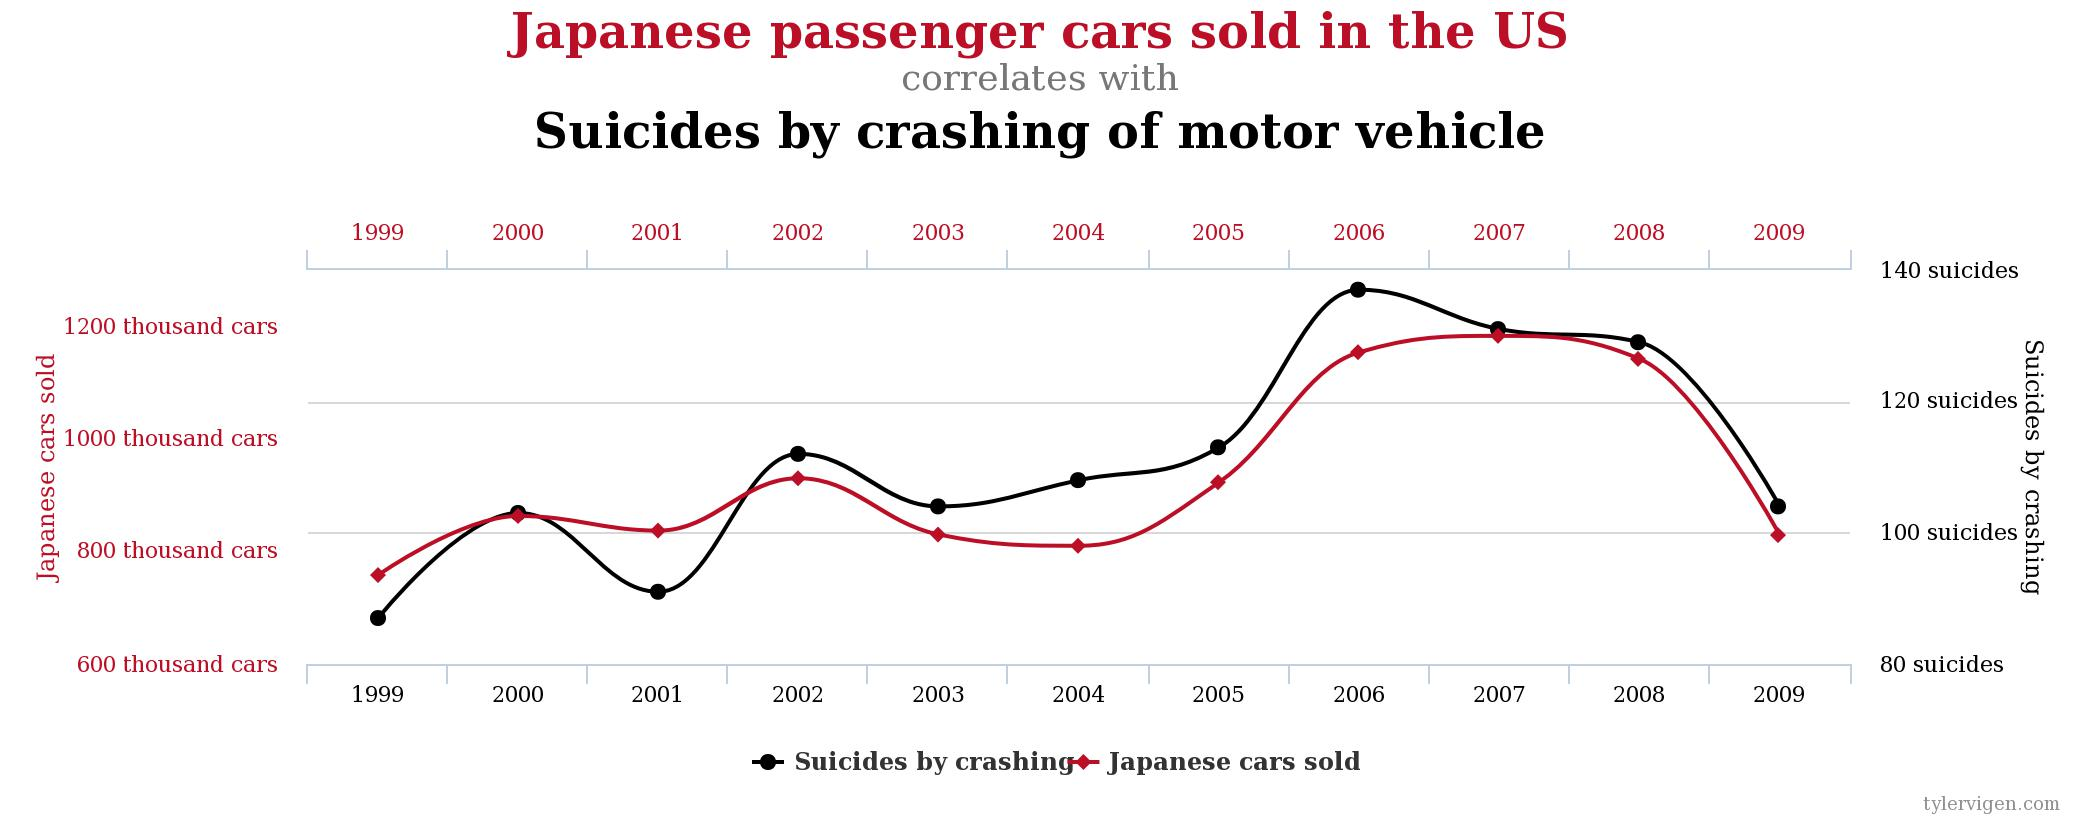 Japanese passenger cars sold in the US
correlates with
Suicides by crashing of motor vehicle
1999 2000 2001 2002 2003 2004 2005 2006 2007 2008 2009
140 suicides
1200 thousand cars
120 suicides
1000 thousand cars
100 suicides
800 thousand cars
600 thousand cars
80 suicides
Japanese cars sold
Suicides by crashing
1999 2000 2001 2002 2003 2004 2005 2006 2007 2008 2009
Suicides by crashing Japanese cars sold
tylervigen.com